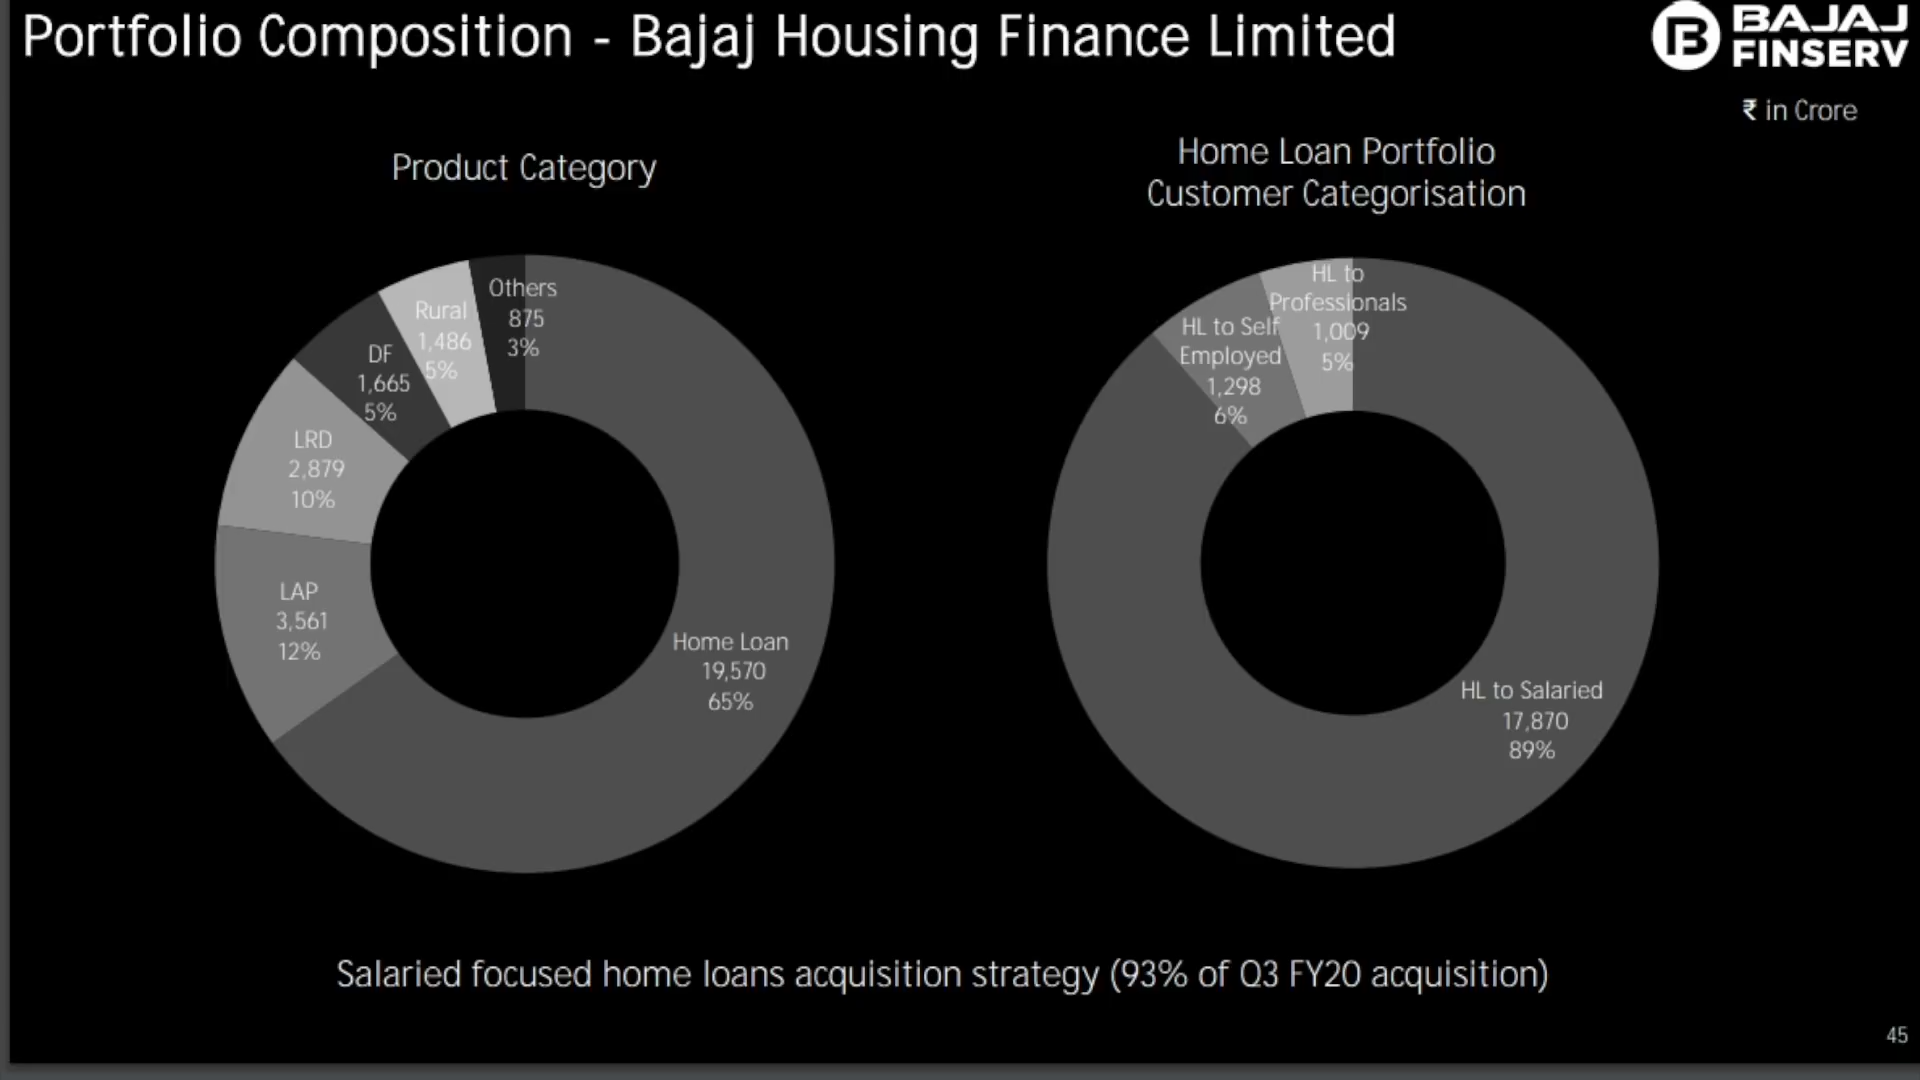 Portfolio Composition - Bajaj Housing Finance Limited
BAJAJ
FINSERV
₹ in Crore
Product Category
Others
875
3%
Rural
1,486
5%
DF
1,665
5%
LRD
2,879
10%
LAP
3,561
12%
Home Loan
19,570
65%
Home Loan Portfolio
Customer Categorisation
HL to
Professionals
1,009
5%
HL to Self
Employed
1,298
6%
HL to Salaried
17,870
89%
Salaried focused home loans acquisition strategy (93% of Q3 FY20 acquisition)
45